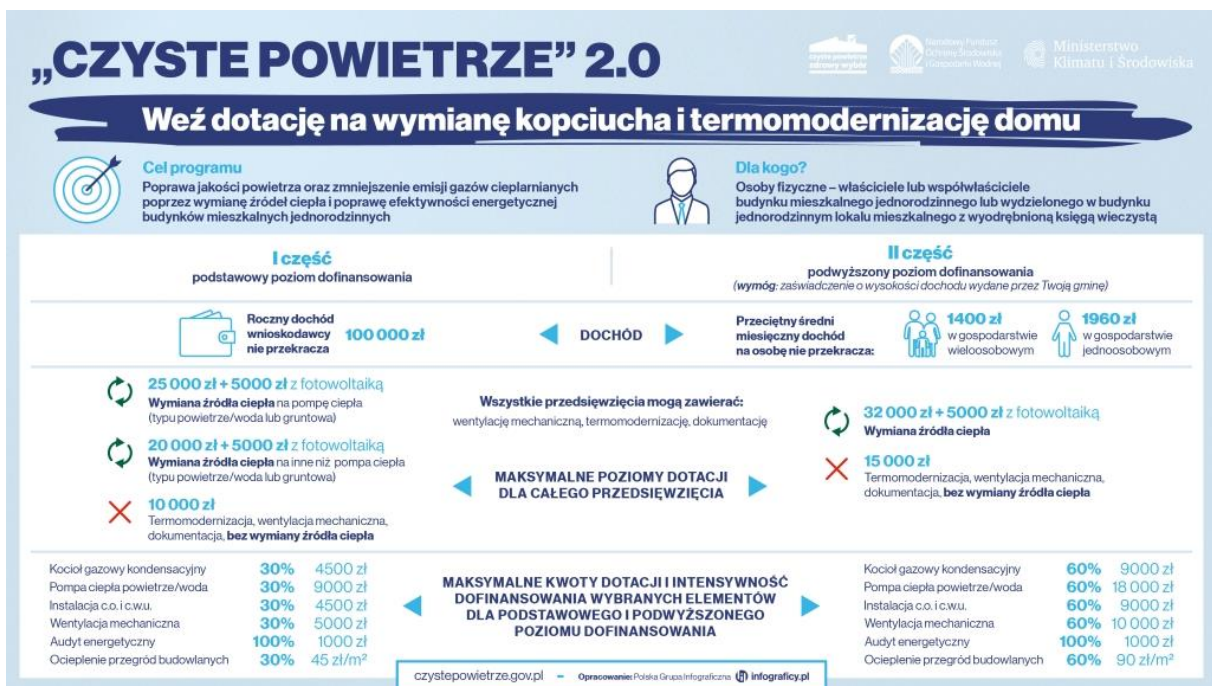 „CZYSTE POWIETRZE” 2.0
czyste powietrze
zdrowy wybór
Narodowy Fundusz
Ochrony Środowiska
i Gospodarki Wodnej
Ministerstwo
Klimatu i Środowiska
Weź dotację na wymianę kopciucha i termomodernizację domu
Cel programu
Poprawa jakości powietrza oraz zmniejszenie emisji gazów cieplarnianych
poprzez wymianę źródeł ciepła i poprawę efektywności energetycznej
budynków mieszkalnych jednorodzinnych
Dla kogo?
Osoby fizyczne – właściciele lub współwłaściciele
budynku mieszkalnego jednorodzinnego lub wydzielonego w budynku
jednorodzinnym lokalu mieszkalnego z wyodrębnioną księgą wieczystą
I część
podstawowy poziom dofinansowania
II część
podwyższony poziom dofinansowania
(wymóg: zaświadczenie o wysokości dochodu wydane przez Twoją gminę)
Roczny dochód
wnioskodawcy
nie przekracza
100 000 zł
DOCHÓD
Przeciętny średni
miesięczny dochód
na osobę nie przekracza:
1400 zł
w gospodarstwie
wieloosobowym
1960 zł
w gospodarstwie
jednoosobowym
25 000 zł + 5000 zł z fotowoltaiką
Wymiana źródła ciepła na pompę ciepła
(typu powietrze/woda lub gruntowa)
20 000 zł + 5000 zł z fotowoltaiką
Wymiana źródła ciepła na inne niż pompa ciepła
(typu powietrze/woda lub gruntowa)
10 000 zł
Termomodernizacja, wentylacja mechaniczna,
dokumentacja, bez wymiany źródła ciepła
Wszystkie przedsięwzięcia mogą zawierać:
wentylację mechaniczną, termomodernizację, dokumentację
MAKSYMALNE POZIOMY DOTACJI
DLA CAŁEGO PRZEDSIĘWZIĘCIA
32 000 zł + 5000 zł z fotowoltaiką
Wymiana źródła ciepła
15 000 zł
Termomodernizacja, wentylacja mechaniczna,
dokumentacja, bez wymiany źródła ciepła
Kocioł gazowy kondensacyjny 30% 4500 zł
Pompa ciepła powietrze/woda 30% 9000 zł
Instalacja c.o. i c.w.u. 30% 4500 zł
Wentylacja mechaniczna 30% 5000 zł
Audyt energetyczny 100% 1000 zł
Ocieplenie przegród budowlanych 30% 45 zł/m²
MAKSYMALNE KWOTY DOTACJI I INTENSYWNOŚĆ
DOFINANSOWANIA WYBRANYCH ELEMENTÓW
DLA PODSTAWOWEGO I PODWYŻSZONEGO
POZIOMU DOFINANSOWANIA
Kocioł gazowy kondensacyjny 60% 9000 zł
Pompa ciepła powietrze/woda 60% 18 000 zł
Instalacja c.o. i c.w.u. 60% 9000 zł
Wentylacja mechaniczna 60% 10 000 zł
Audyt energetyczny 100% 1000 zł
Ocieplenie przegród budowlanych 60% 90 zł/m²
czystepowietrze.gov.pl – Opracowanie: Polska Grupa Infograficzna infograficy.pl